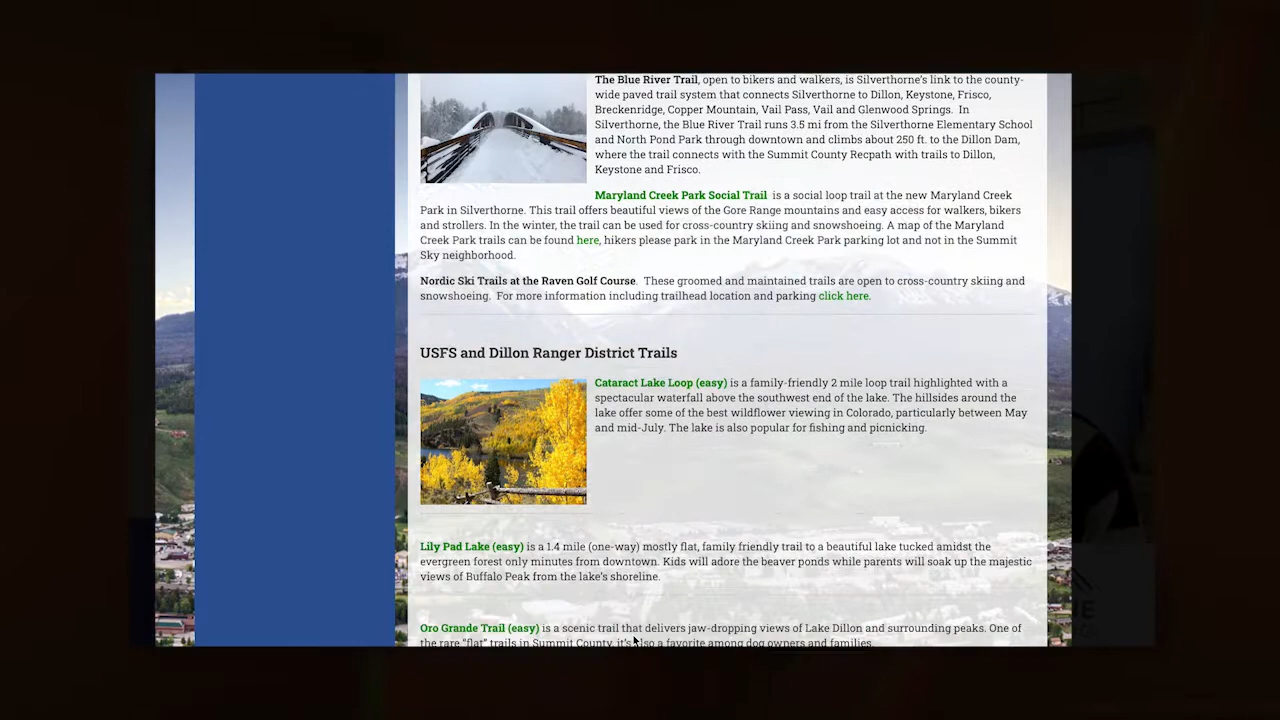 The Blue River Trail, open to bikers and walkers, is Silverthorne's link to the county-
wide paved trail system that connects Silverthorne to Dillon, Keystone, Frisco,
Breckenridge, Copper Mountain, Vail Pass, Vail and Glenwood Springs.  In
Silverthorne, the Blue River Trail runs 3.5 mi from the Silverthorne Elementary School
and North Pond Park through downtown and climbs about 250 ft. to the Dillon Dam,
where the trail connects with the Summit County Recpath with trails to Dillon,
Keystone and Frisco.
Maryland Creek Park Social Trail  is a social loop trail at the new Maryland Creek
Park in Silverthorne. This trail offers beautiful views of the Gore Range mountains and easy access for walkers, bikers
and strollers. In the winter, the trail can be used for cross-country skiing and snowshoeing. A map of the Maryland
Creek Park trails can be found here, hikers please park in the Maryland Creek Park parking lot and not in the Summit
Sky neighborhood.
Nordic Ski Trails at the Raven Golf Course.  These groomed and maintained trails are open to cross-country skiing and
snowshoeing.  For more information including trailhead location and parking click here.
USFS and Dillon Ranger District Trails
Cataract Lake Loop (easy) is a family-friendly 2 mile loop trail highlighted with a
spectacular waterfall above the southwest end of the lake. The hillsides around the
lake offer some of the best wildflower viewing in Colorado, particularly between May
and mid-July. The lake is also popular for fishing and picnicking.
Lily Pad Lake (easy) is a 1.4 mile (one-way) mostly flat, family friendly trail to a beautiful lake tucked amidst the
evergreen forest only minutes from downtown. Kids will adore the beaver ponds while parents will soak up the majestic
views of Buffalo Peak from the lake's shoreline.
Oro Grande Trail (easy) is a scenic trail that delivers jaw-dropping views of Lake Dillon and surrounding peaks. One of
the rare "flat" trails in Summit County, it's also a favorite among dog owners and families.